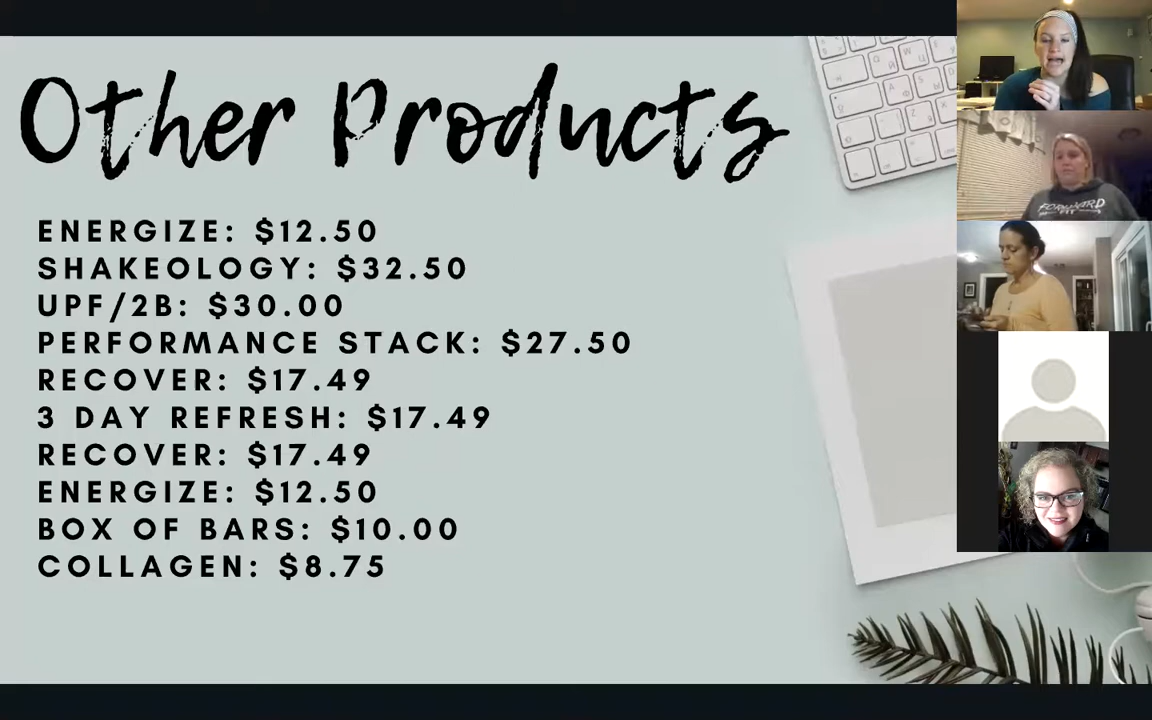 Other Products
ENERGIZE: $12.50
SHAKEOLOGY: $32.50
UPF/2B: $30.00
PERFORMANCE STACK: $27.50
RECOVER: $17.49
3 DAY REFRESH: $17.49
RECOVER: $17.49
ENERGIZE: $12.50
BOX OF BARS: $10.00
COLLAGEN: $8.75
FORWARD
FIT